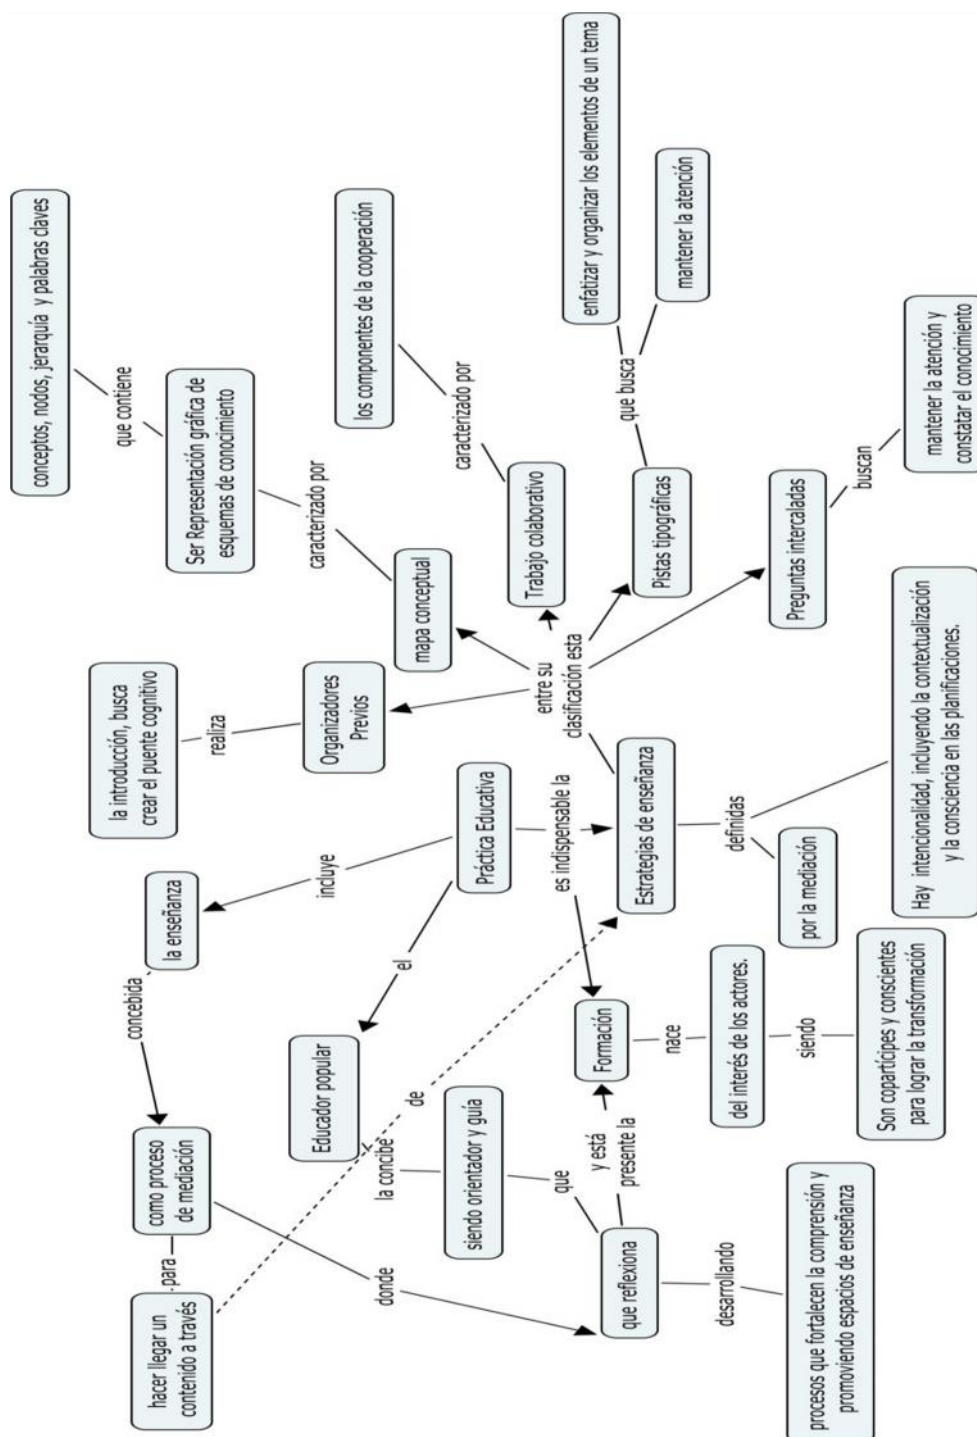 conceptos, nodos, jerarquía y palabras claves
que contiene
Ser Representación gráfica de
esquemas de conocimiento
caracterizado por
mapa conceptual
la introducción, busca
crear el puente cognitivo
realiza
Organizadores
Previos
los componentes de la cooperación
caracterizado por
Trabajo colaborativo
enfatizar y organizar los elementos de un tema
mantener la atención
que busca
Pistas tipográficas
mantener la atención y
constatar el conocimiento
buscan
Preguntas intercaladas
entre su
clasificación esta
hacer llegar un
contenido a través
para
como proceso
de mediación
concebida
la enseñanza
incluye
Práctica Educativa
el
Educador popular
de
la concibe
donde
siendo orientador y guía
que
que reflexiona
y está
presente la
desarrollando
procesos que fortalecen la comprensión y
promoviendo espacios de enseñanza
es indispensable la
Formación
nace
del interés de los actores.
siendo
Son copartícipes y conscientes
para lograr la transformación
Estrategias de enseñanza
definidas
por la mediación
Hay intencionalidad, incluyendo la contextualización
y la consciencia en las planificaciones.